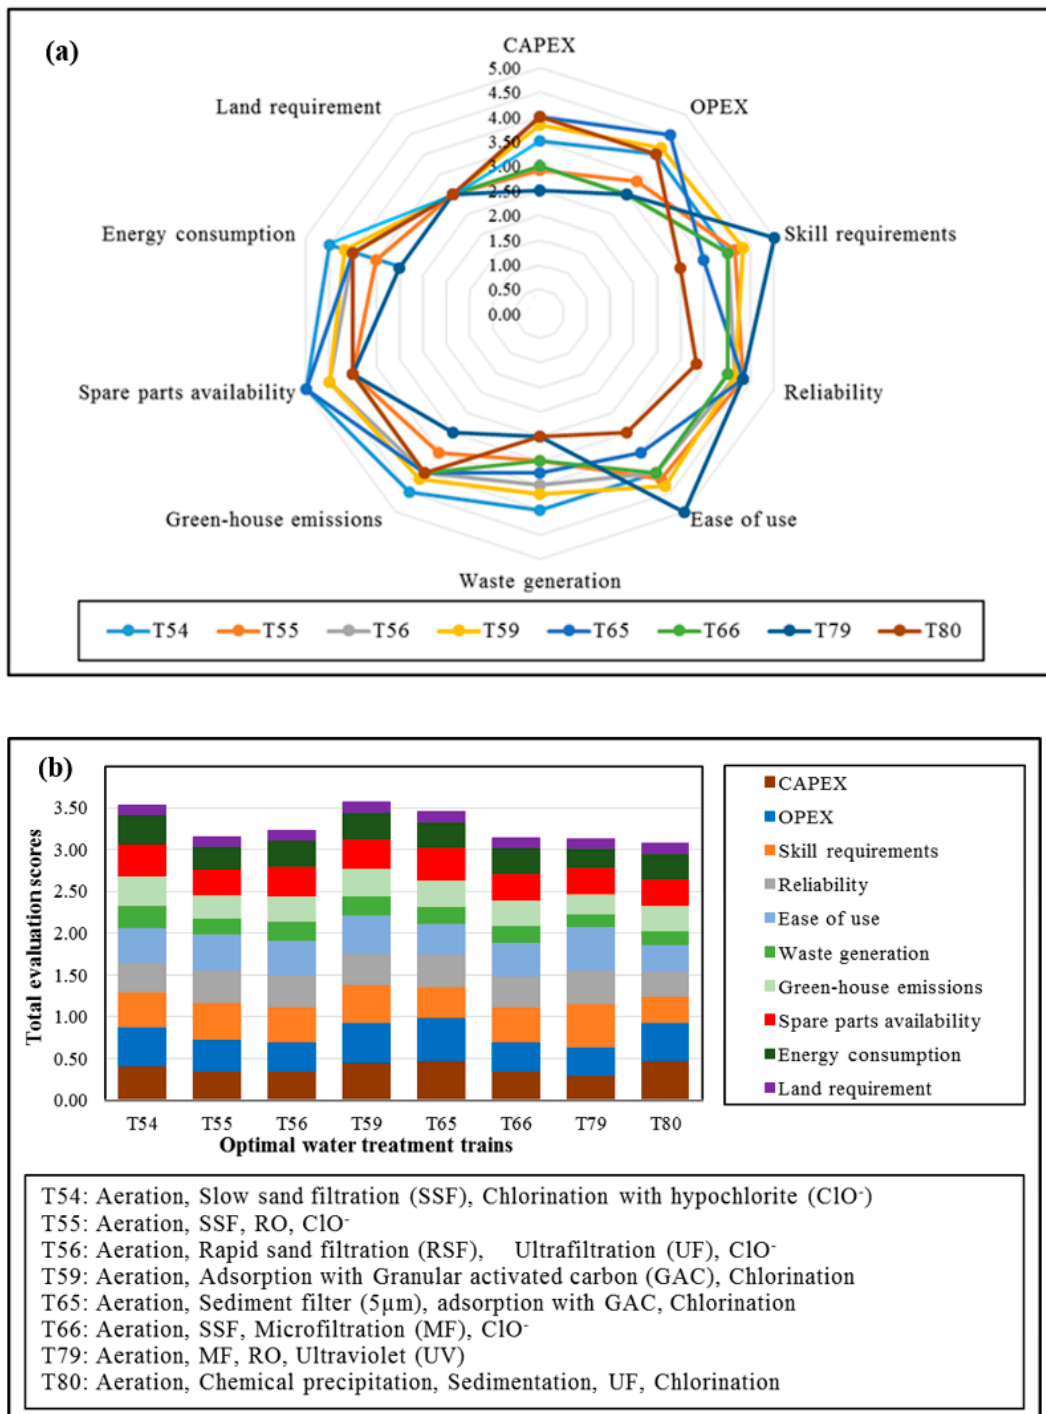 (a)
CAPEX
5.00
4.50
4.00
3.50
3.00
2.50
2.00
1.50
1.00
0.50
0.00
Land requirement
OPEX
Energy consumption
Skill requirements
Spare parts availability
Reliability
Green-house emissions
Ease of use
Waste generation
T54 T55 T56 T59 T65 T66 T79 T80
(b)
Total evaluation scores
3.50
3.00
2.50
2.00
1.50
1.00
0.50
0.00
T54 T55 T56 T59 T65 T66 T79 T80
Optimal water treatment trains
CAPEX
OPEX
Skill requirements
Reliability
Ease of use
Waste generation
Green-house emissions
Spare parts availability
Energy consumption
Land requirement
T54: Aeration, Slow sand filtration (SSF), Chlorination with hypochlorite (ClO⁻)
T55: Aeration, SSF, RO, ClO⁻
T56: Aeration, Rapid sand filtration (RSF), Ultrafiltration (UF), ClO⁻
T59: Aeration, Adsorption with Granular activated carbon (GAC), Chlorination
T65: Aeration, Sediment filter (5µm), adsorption with GAC, Chlorination
T66: Aeration, SSF, Microfiltration (MF), ClO⁻
T79: Aeration, MF, RO, Ultraviolet (UV)
T80: Aeration, Chemical precipitation, Sedimentation, UF, Chlorination